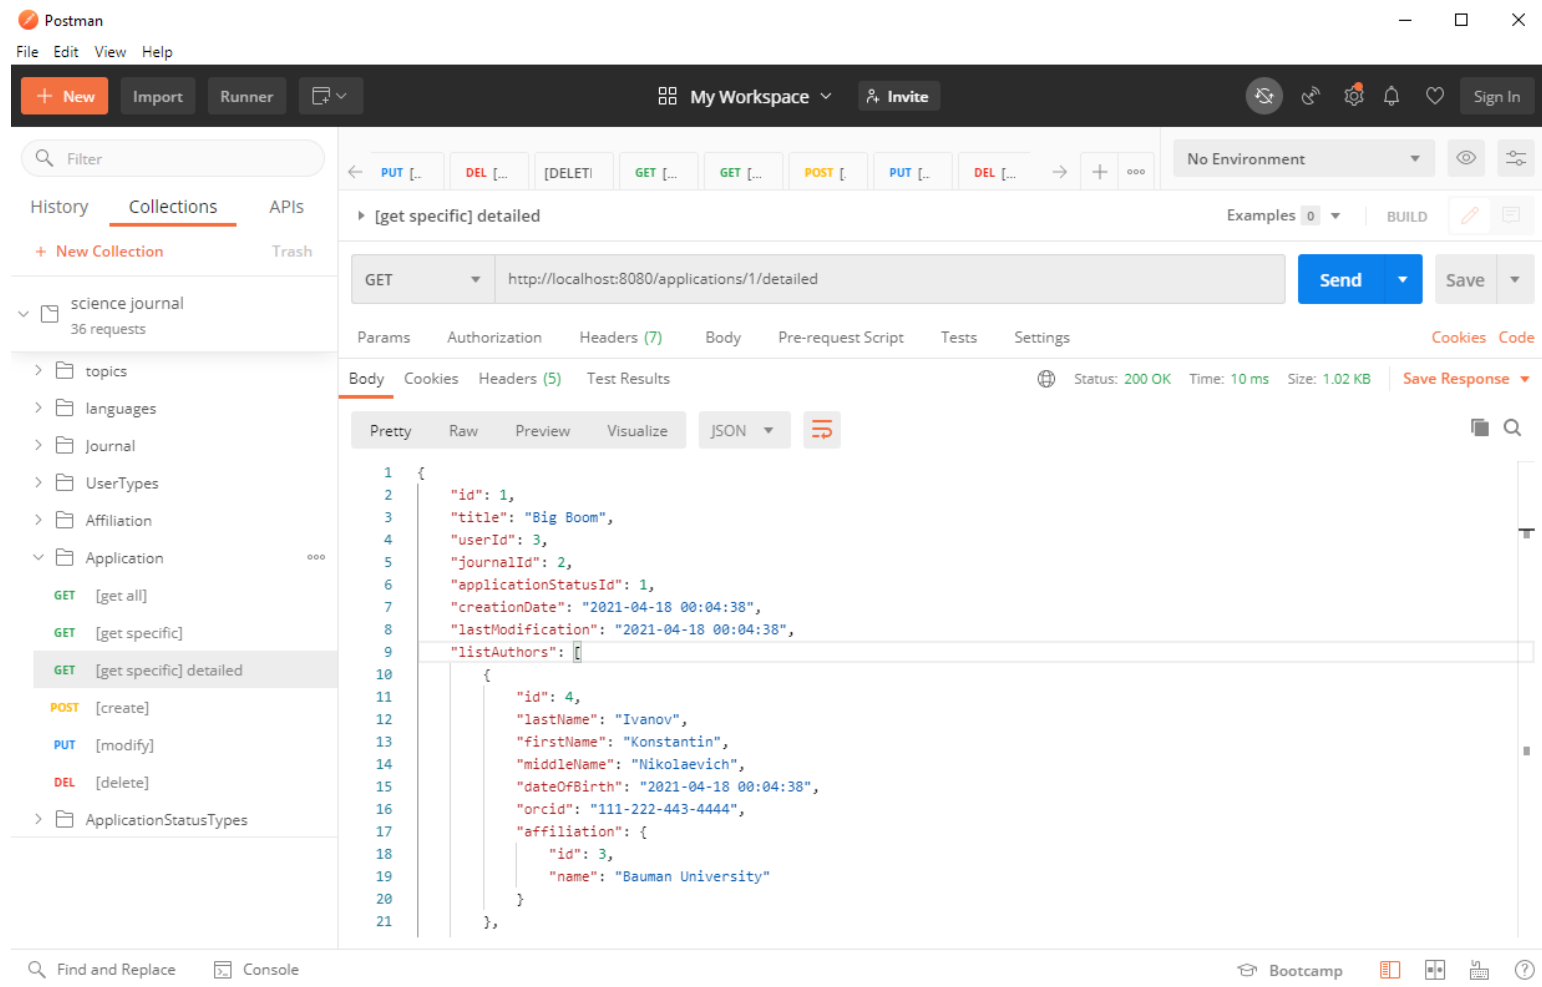 Postman
File Edit View Help
+ New Import Runner My Workspace Invite Sign In
Filter
History Collections APIs
+ New Collection Trash
science journal
36 requests
topics
languages
Journal
UserTypes
Affiliation
Application
GET [get all]
GET [get specific]
GET [get specific] detailed
POST [create]
PUT [modify]
DEL [delete]
ApplicationStatusTypes
PUT [... DEL [... [DELETI GET [... GET [... POST [. PUT [.. DEL [...
No Environment
[get specific] detailed Examples 0 BUILD
GET http://localhost:8080/applications/1/detailed Send Save
Params Authorization Headers (7) Body Pre-request Script Tests Settings Cookies Code
Body Cookies Headers (5) Test Results Status: 200 OK Time: 10 ms Size: 1.02 KB Save Response
Pretty Raw Preview Visualize JSON
1 {
2 "id": 1,
3 "title": "Big Boom",
4 "userId": 3,
5 "journalId": 2,
6 "applicationStatusId": 1,
7 "creationDate": "2021-04-18 00:04:38",
8 "lastModification": "2021-04-18 00:04:38",
9 "listAuthors": [
10 {
11 "id": 4,
12 "lastName": "Ivanov",
13 "firstName": "Konstantin",
14 "middleName": "Nikolaevich",
15 "dateOfBirth": "2021-04-18 00:04:38",
16 "orcid": "111-222-443-4444",
17 "affiliation": {
18 "id": 3,
19 "name": "Bauman University"
20 }
21 },
Find and Replace Console Bootcamp